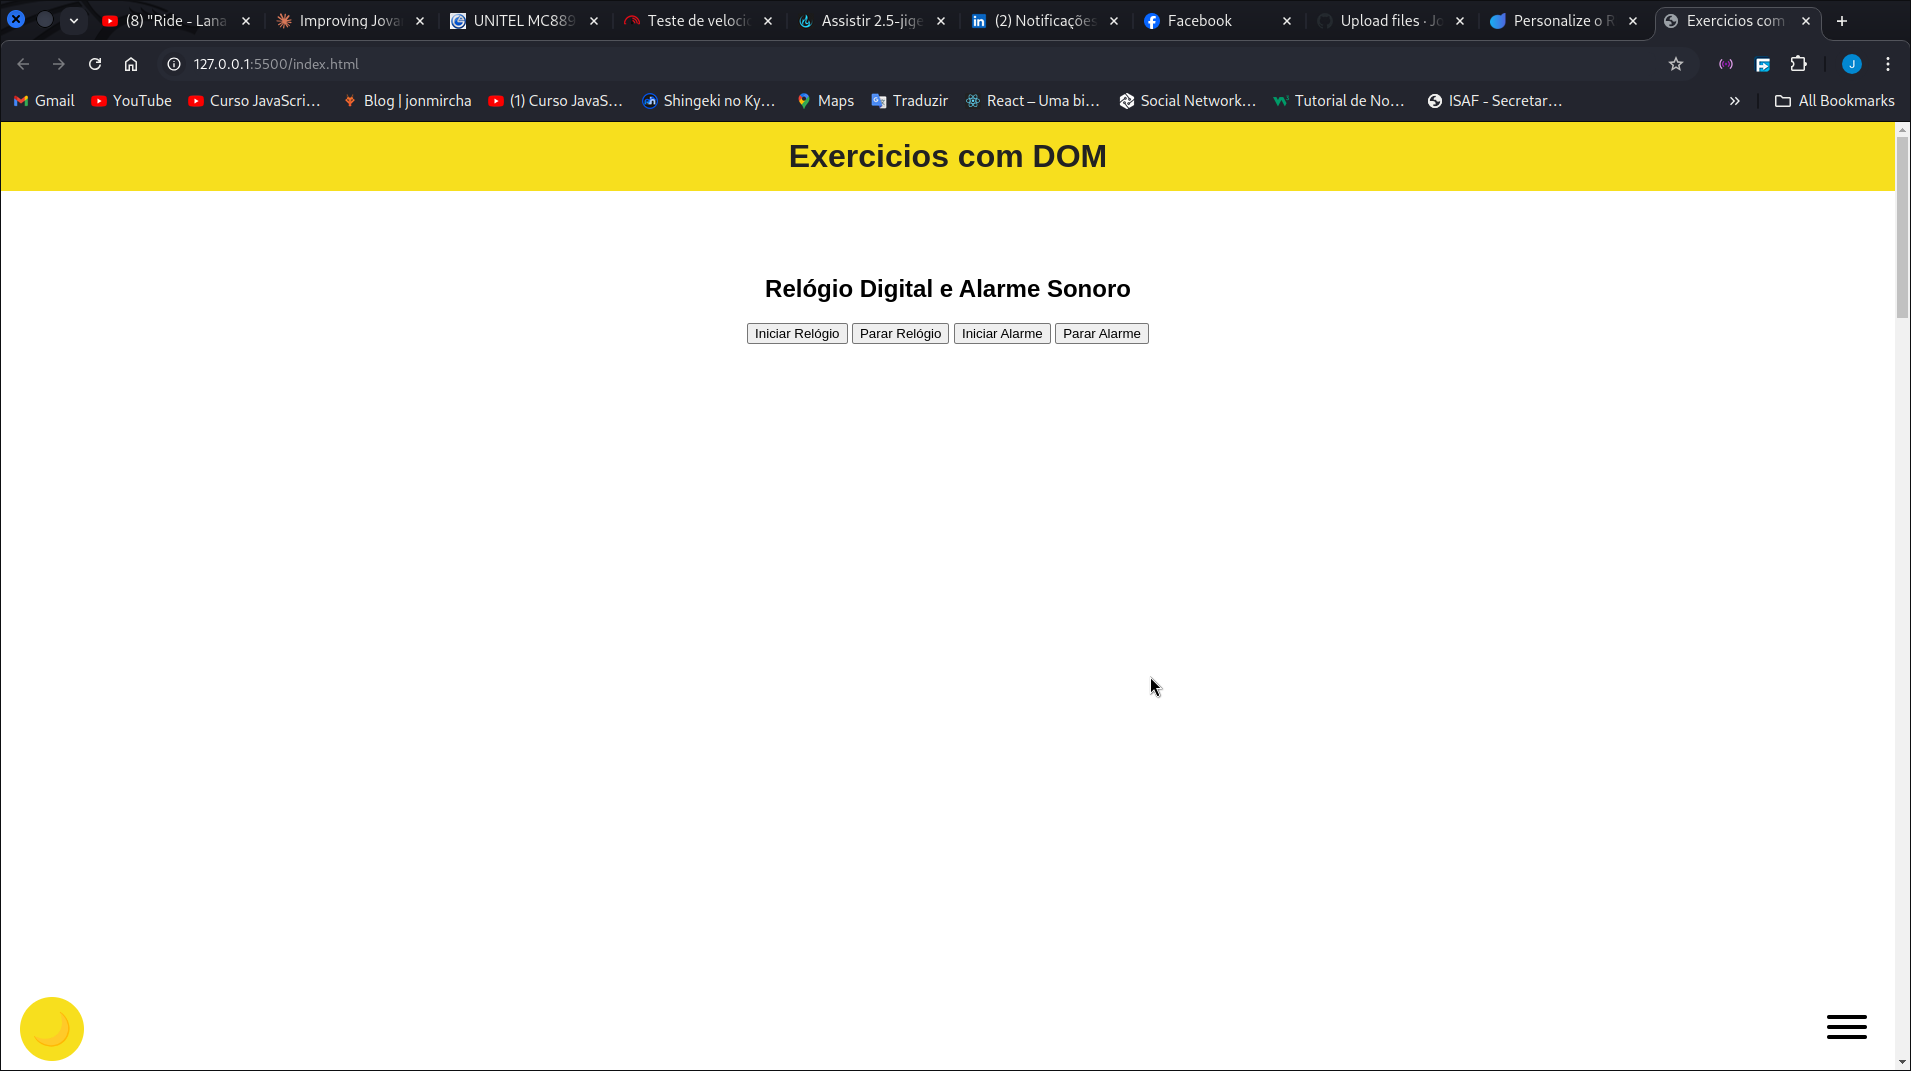 (8) "Ride - Lana
Improving Jova
UNITEL MC889
Teste de veloci
Assistir 2.5-jige
(2) Notificações
Facebook
Upload files · Jo
Personalize o R
Exercicios com
127.0.0.1:5500/index.html
J
Gmail
YouTube
Curso JavaScri…
Blog | jonmircha
(1) Curso JavaS…
Shingeki no Ky…
Maps
Traduzir
React – Uma bi…
Social Network…
Tutorial de No…
ISAF - Secretar…
All Bookmarks
Exercicios com DOM
Relógio Digital e Alarme Sonoro
Iniciar Relógio Parar Relógio Iniciar Alarme Parar Alarme